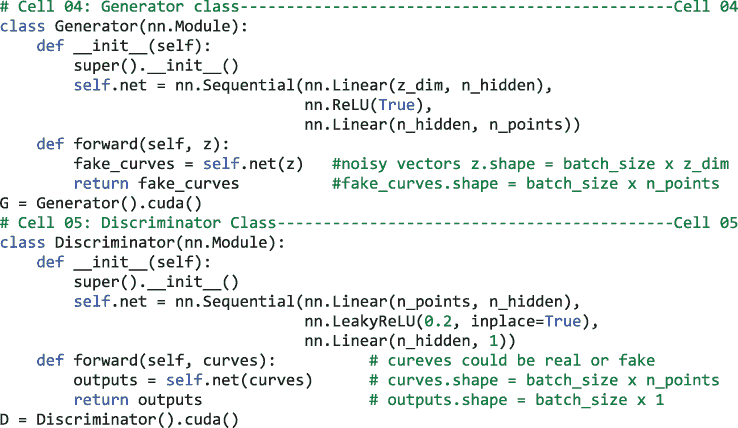 # Cell 04: Generator class-----------------------------------------------Cell 04
class Generator(nn.Module):
    def __init__(self):
        super().__init__()
        self.net = nn.Sequential(nn.Linear(z_dim, n_hidden),
                                 nn.ReLU(True),
                                 nn.Linear(n_hidden, n_points))
    def forward(self, z):
        fake_curves = self.net(z)   #noisy vectors z.shape = batch_size x z_dim
        return fake_curves          #fake_curves.shape = batch_size x n_points
G = Generator().cuda()
# Cell 05: Discriminator Class-------------------------------------------Cell 05
class Discriminator(nn.Module):
    def __init__(self):
        super().__init__()
        self.net = nn.Sequential(nn.Linear(n_points, n_hidden),
                                 nn.LeakyReLU(0.2, inplace=True),
                                 nn.Linear(n_hidden, 1))
    def forward(self, curves):          # cureves could be real or fake
        outputs = self.net(curves)      # curves.shape = batch_size x n_points
        return outputs                  # outputs.shape = batch_size x 1
D = Discriminator().cuda()